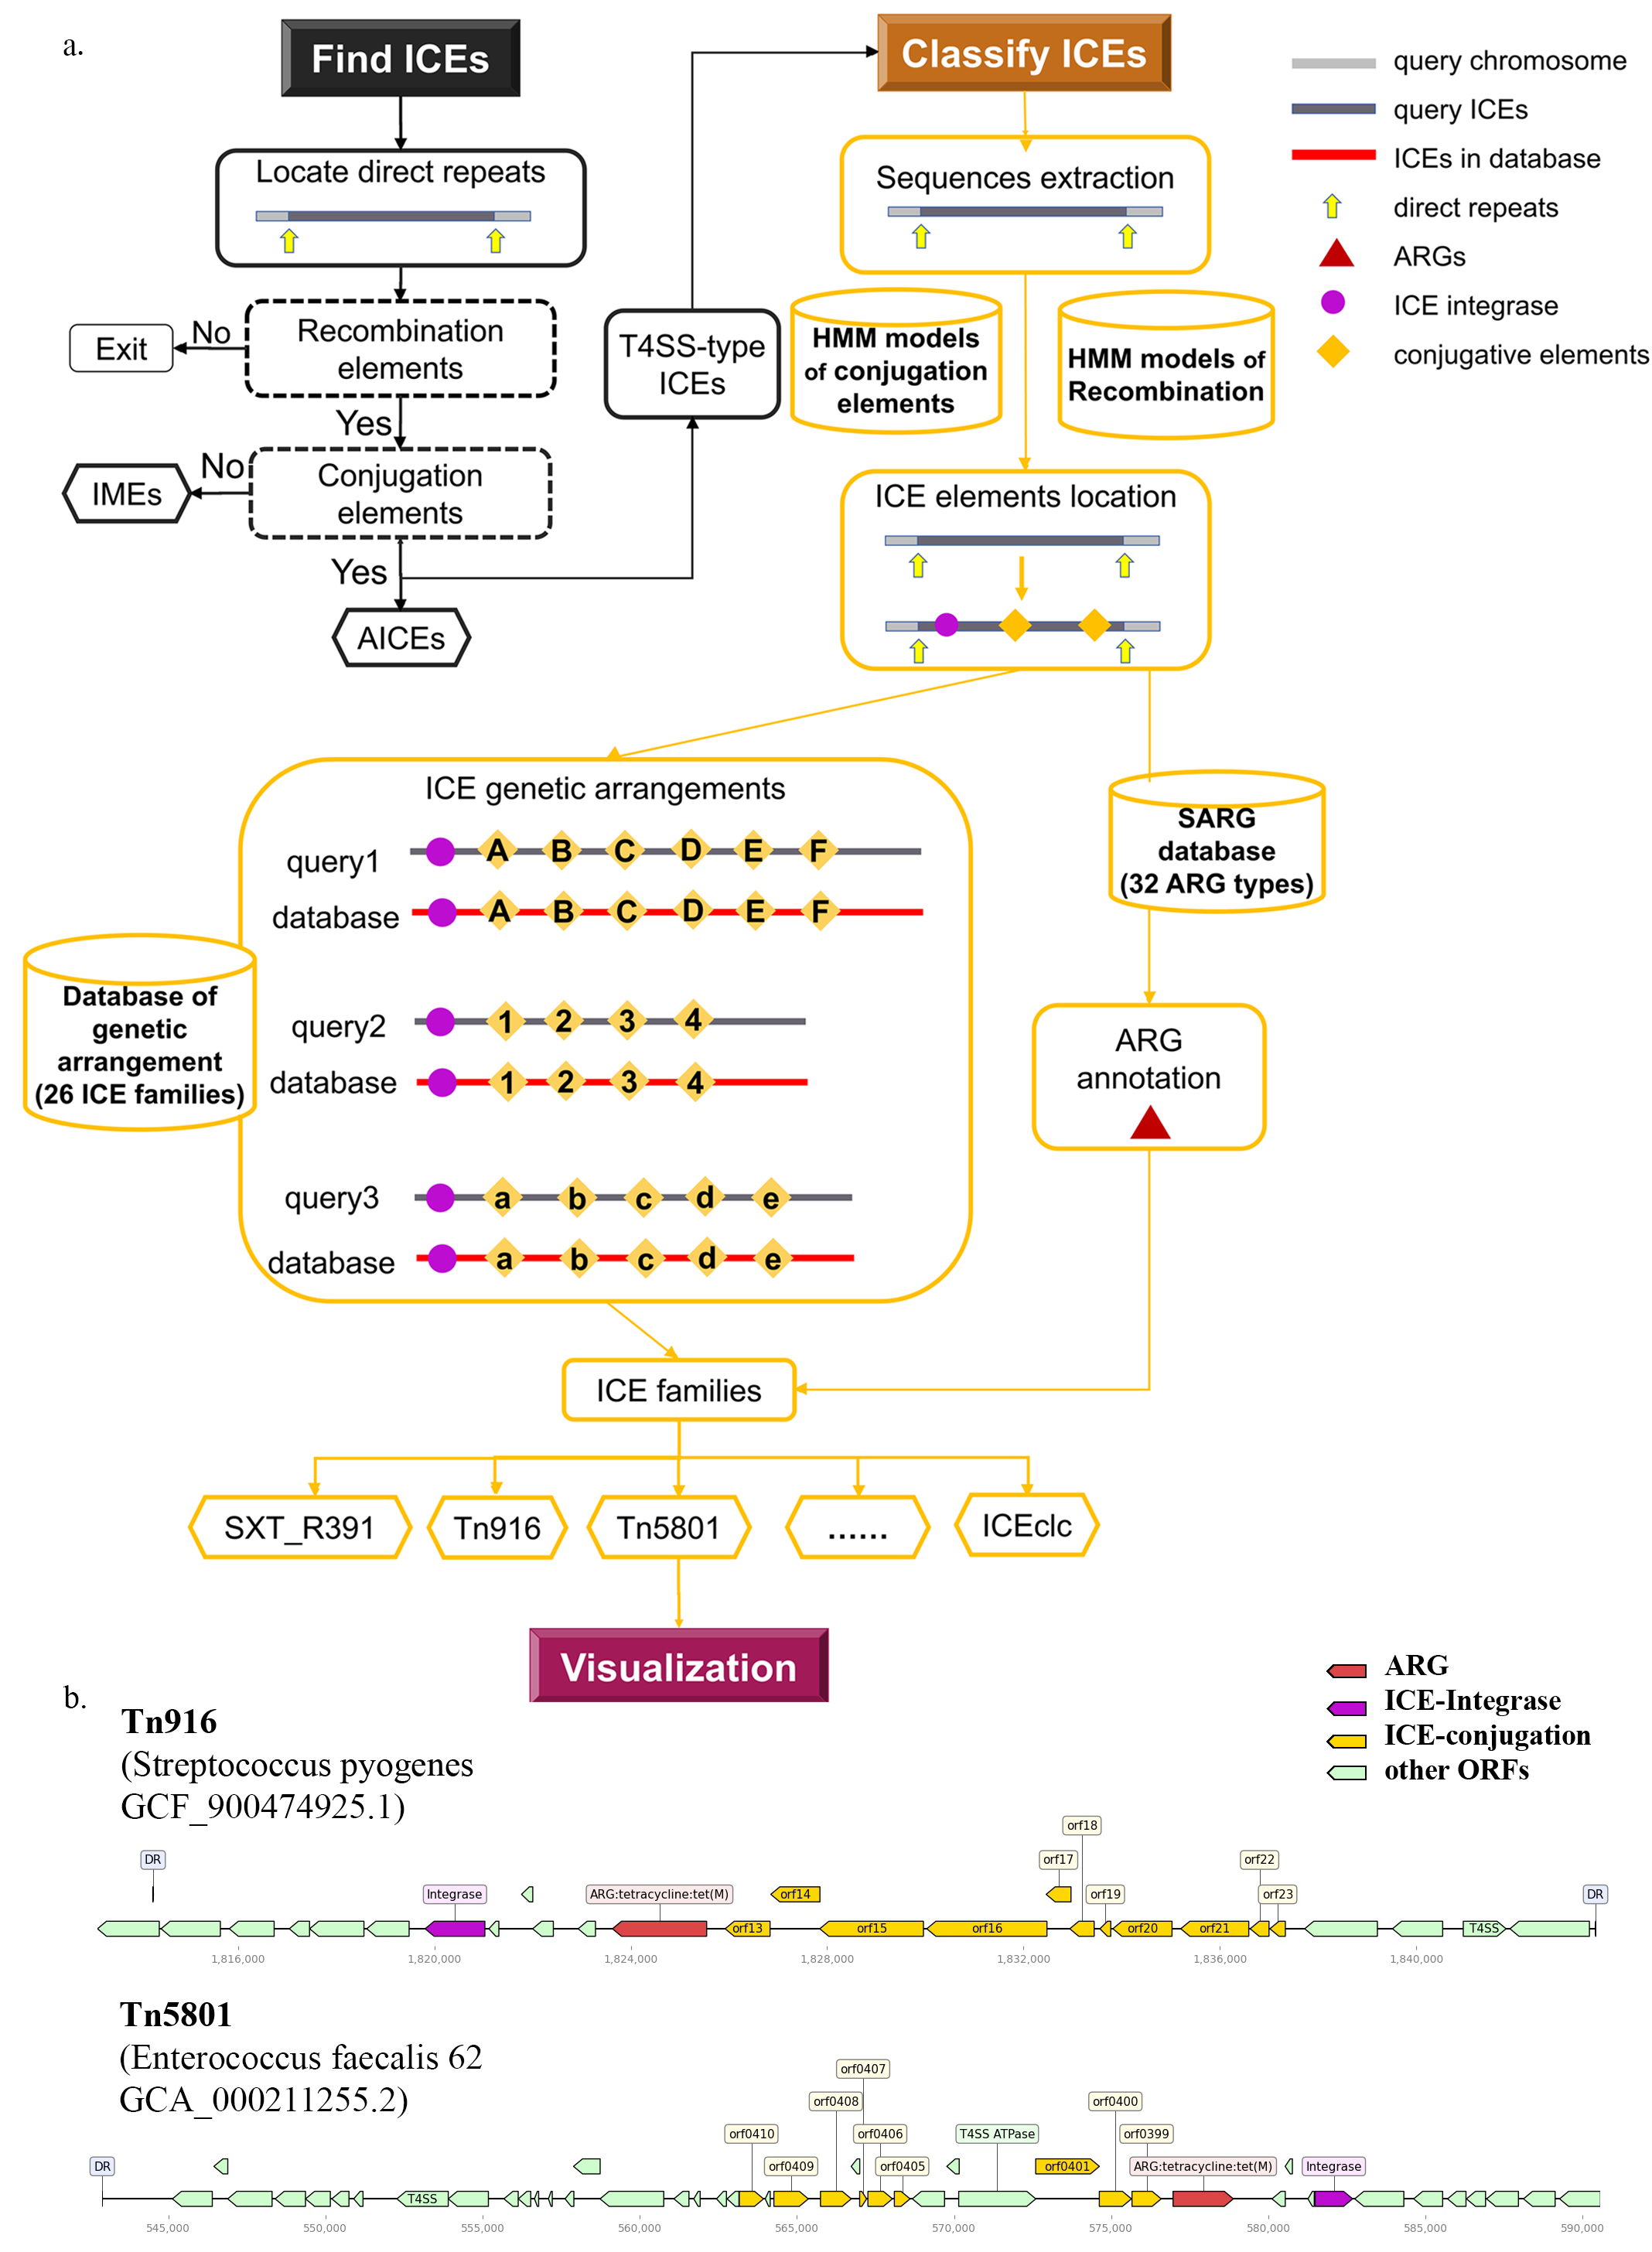 a.
Find ICEs
Locate direct repeats
Recombination
elements
No
Exit
Yes
Conjugation
elements
No
IMEs
Yes
AICEs
T4SS-type
ICEs
Classify ICEs
Sequences extraction
HMM models
of conjugation
elements
HMM models of
Recombination
ICE elements location
query chromosome
query ICEs
ICEs in database
direct repeats
ARGs
ICE integrase
conjugative elements
ICE genetic arrangements
query1 A B C D E F
database A B C D E F
query2 1 2 3 4
database 1 2 3 4
query3 a b c d e
database a b c d e
Database of
genetic
arrangement
(26 ICE families)
SARG
database
(32 ARG types)
ARG
annotation
ICE families
SXT_R391
Tn916
Tn5801
......
ICEclc
Visualization
b.
ARG
ICE-Integrase
ICE-conjugation
other ORFs
Tn916
(Streptococcus pyogenes
GCF_900474925.1)
orf18
DR orf17 orf22
Integrase ARG:tetracycline:tet(M) orf14 orf19 orf23 DR
orf13 orf15 orf16 orf20 orf21 T4SS
1,816,000 1,820,000 1,824,000 1,828,000 1,832,000 1,836,000 1,840,000
Tn5801
(Enterococcus faecalis 62
GCA_000211255.2)
orf0407
orf0408 orf0400
orf0410 orf0406 T4SS ATPase orf0399
DR orf0409 orf0405 orf0401 ARG:tetracycline:tet(M) Integrase
T4SS
545,000 550,000 555,000 560,000 565,000 570,000 575,000 580,000 585,000 590,000